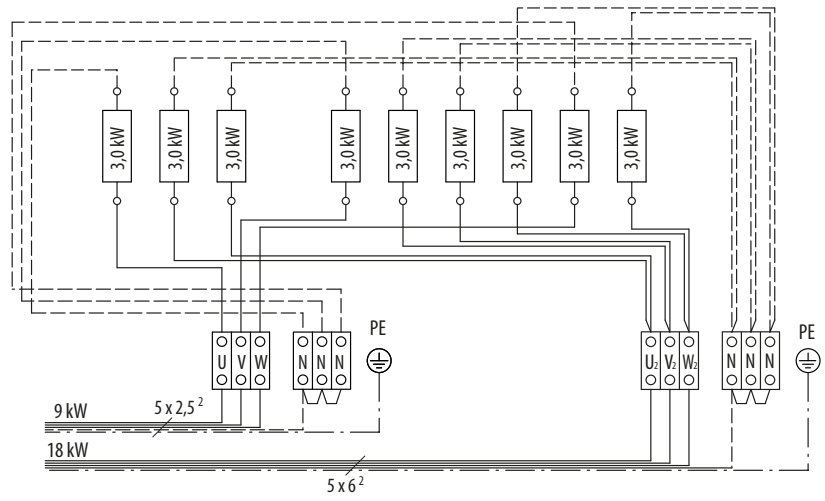 3,0 kW
3,0 kW
3,0 kW
3,0 kW
3,0 kW
3,0 kW
3,0 kW
3,0 kW
3,0 kW
PE
PE
U V W
N N N
U₂ V₂ W₂
N N N
9 kW
5 x 2,5²
18 kW
5 x 6²